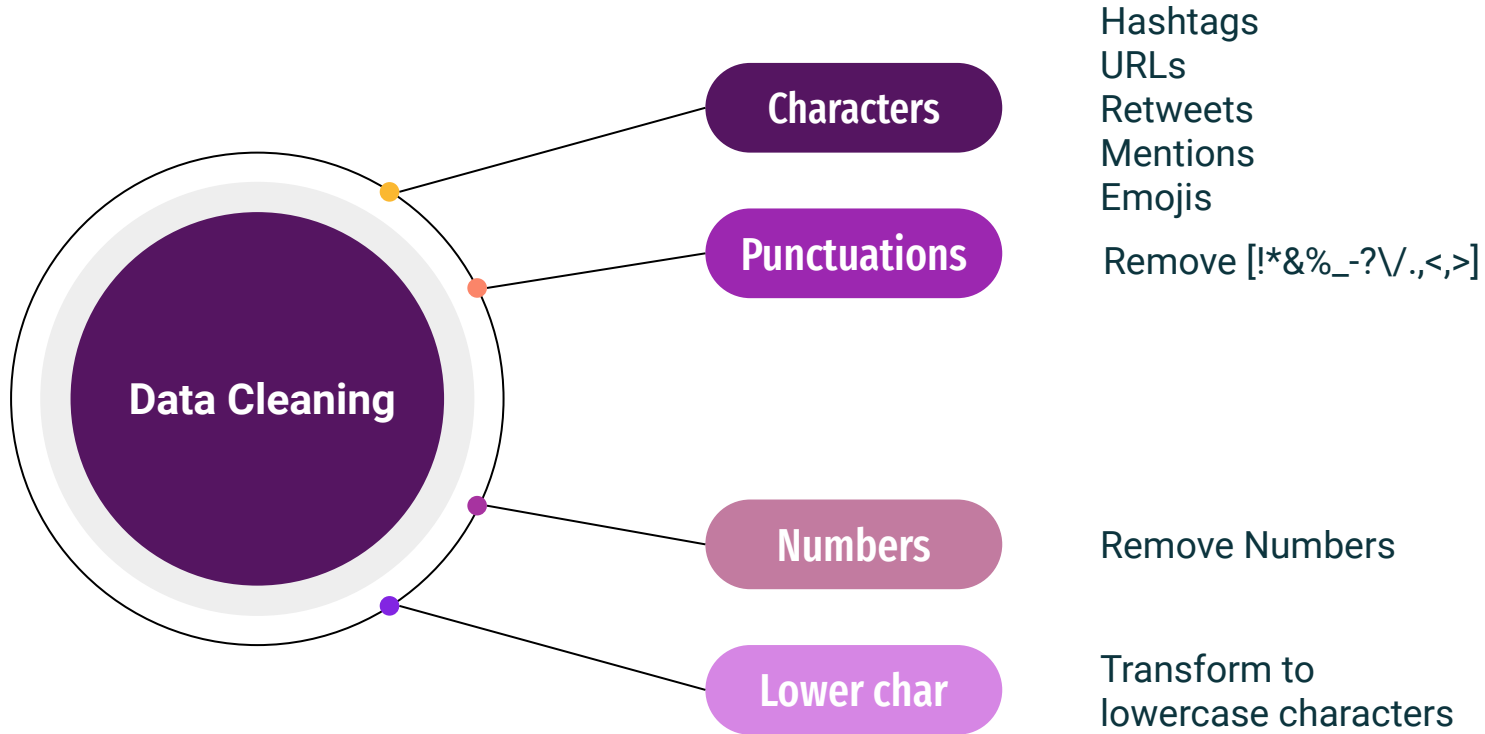 Data Cleaning
Characters
Hashtags
URLs
Retweets
Mentions
Emojis
Punctuations
Remove [!*&%_-?\/.,<,>]
Numbers
Remove Numbers
Lower char
Transform to
lowercase characters